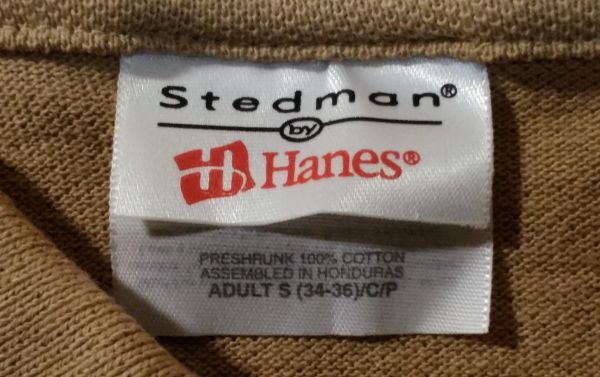 Stedman®
by
H Hanes®
PRESHRUNK 100% COTTON
ASSEMBLED IN HONDURAS
ADULT S (34-36)/C/P